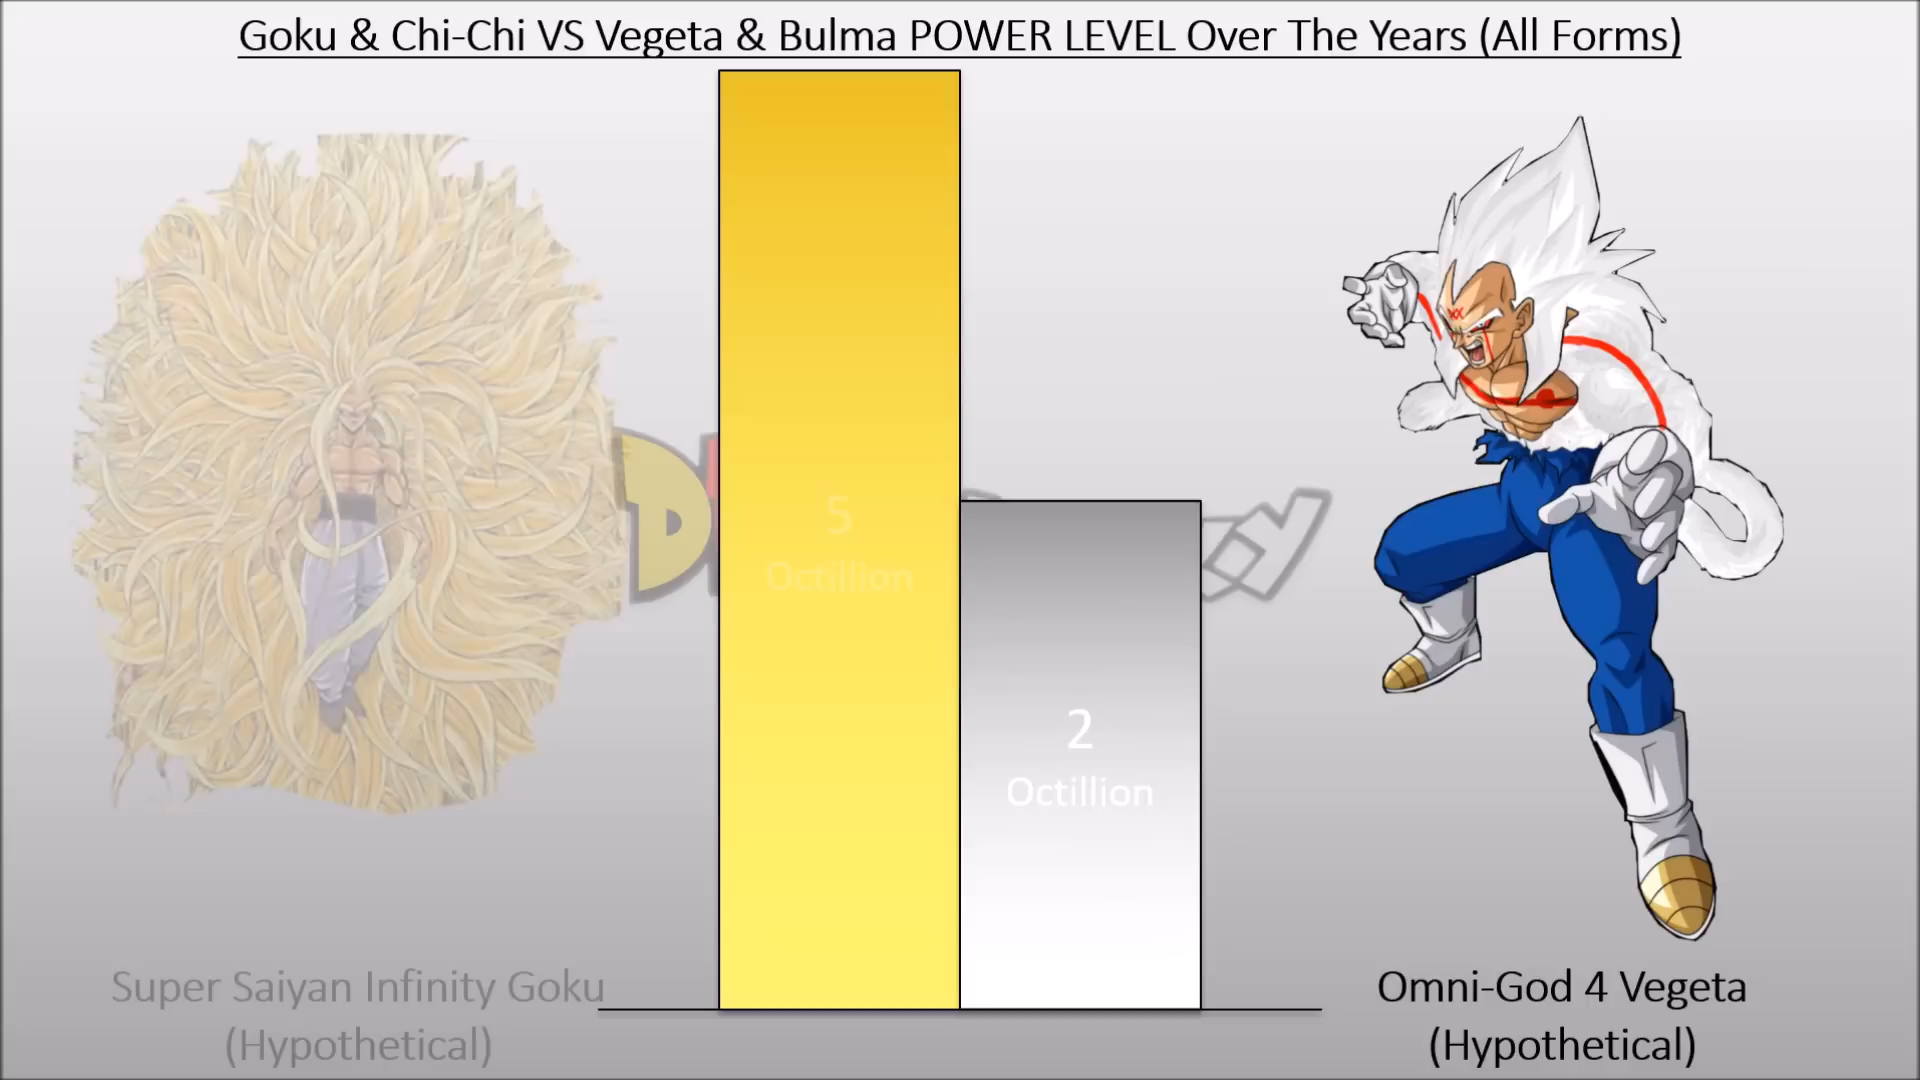 Goku & Chi-Chi VS Vegeta & Bulma POWER LEVEL Over The Years (All Forms)
5
Octillion
2
Octillion
Super Saiyan Infinity Goku
(Hypothetical)
Omni-God 4 Vegeta
(Hypothetical)